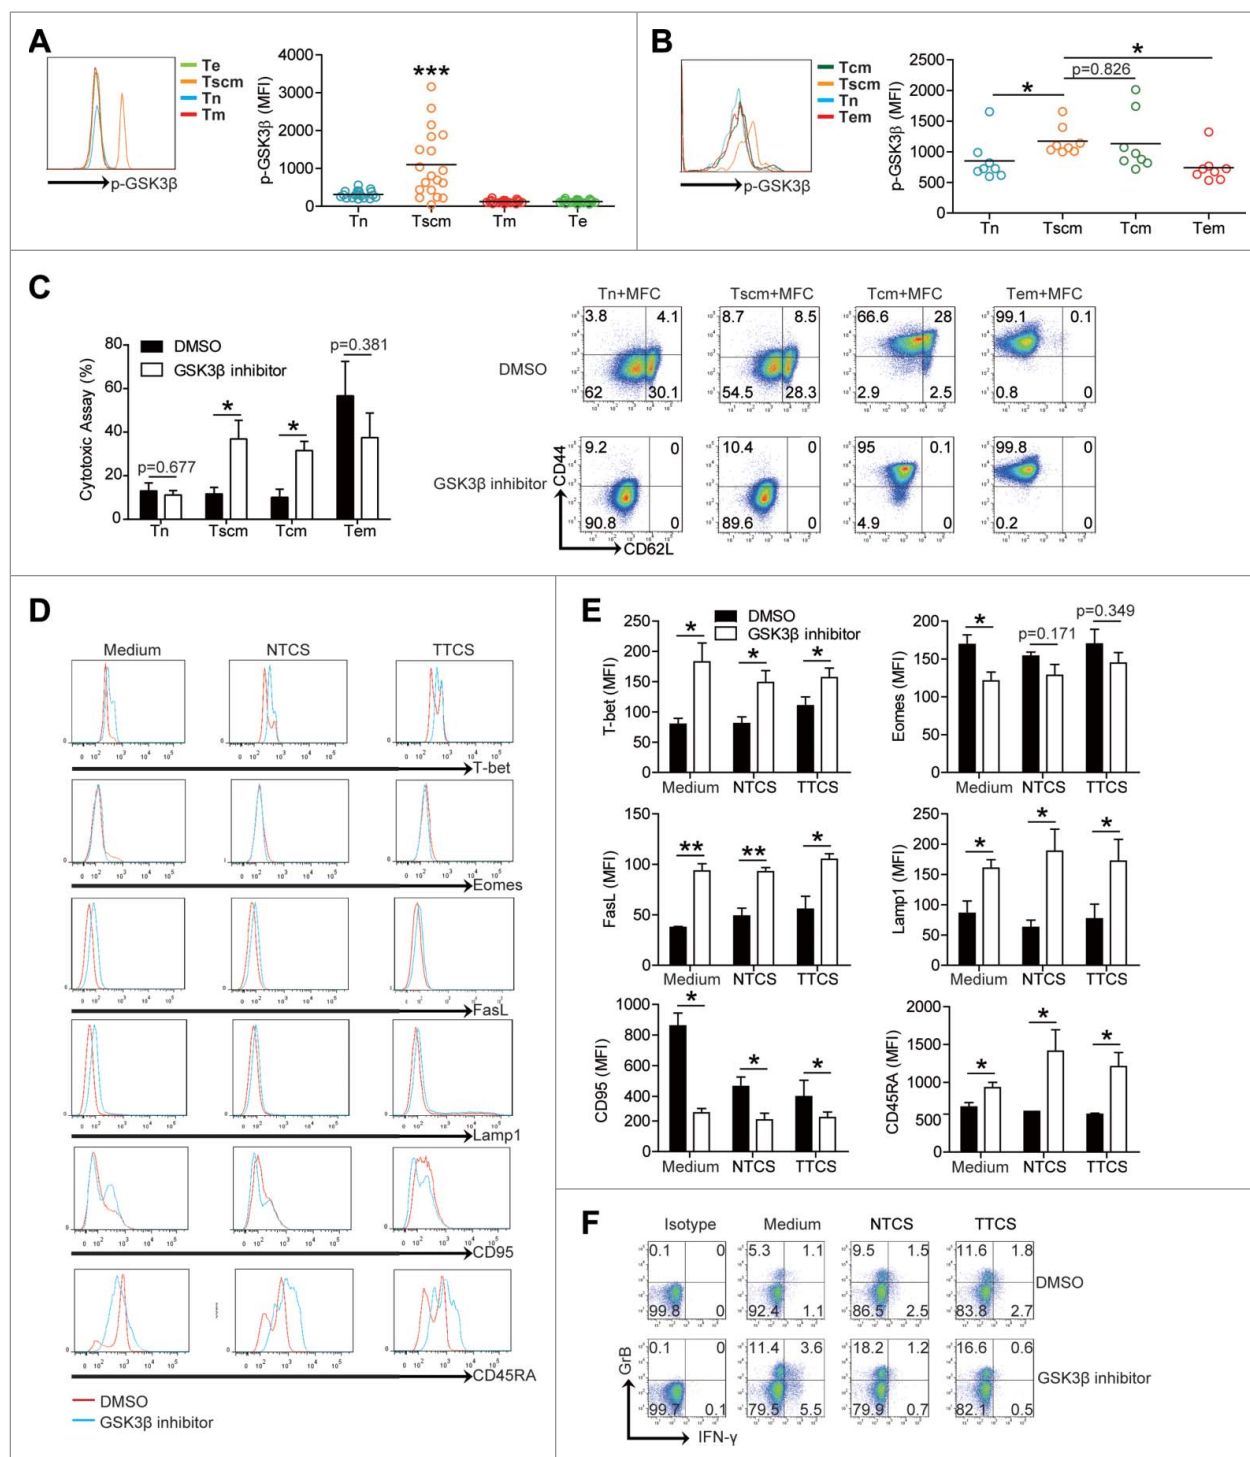 A
Te
Tscm
Tn
Tm
p-GSK3β
p-GSK3β (MFI)
4000
3000
2000
1000
0
***
Tn Tscm Tm Te
B
Tcm
Tscm
Tn
Tem
p-GSK3β
p-GSK3β (MFI)
2500
2000
1500
1000
500
0
*
p=0.826
*
Tn Tscm Tcm Tem
C
Cytotoxic Assay (%)
80
60
40
20
0
DMSO
GSK3β inhibitor
p=0.677
*
*
p=0.381
Tn Tscm Tcm Tem
Tn+MFC Tscm+MFC Tcm+MFC Tem+MFC
DMSO
3.8 4.1 8.7 8.5 66.6 28 99.1 0.1
62 30.1 54.5 28.3 2.9 2.5 0.8 0
GSK3β inhibitor
9.2 0 10.4 0 95 0.1 99.8 0
90.8 0 89.6 0 4.9 0 0.2 0
CD44
CD62L
D
Medium NTCS TTCS
T-bet
Eomes
FasL
Lamp1
CD95
CD45RA
DMSO
GSK3β inhibitor
E
DMSO
GSK3β inhibitor
T-bet (MFI)
250
200
150
100
50
0
* * *
Medium NTCS TTCS
Eomes (MFI)
200
150
100
50
0
* p=0.171 p=0.349
Medium NTCS TTCS
FasL (MFI)
150
100
50
0
** ** *
Medium NTCS TTCS
Lamp1 (MFI)
250
200
150
100
50
0
* * *
Medium NTCS TTCS
CD95 (MFI)
1000
800
600
400
200
0
* * *
Medium NTCS TTCS
CD45RA (MFI)
2000
1500
1000
500
0
* * *
Medium NTCS TTCS
F
Isotype Medium NTCS TTCS
0.1 0 5.3 1.1 9.5 1.5 11.6 1.8
DMSO
99.8 0 92.4 1.1 86.5 2.5 83.8 2.7
0.1 0 11.4 3.6 18.2 1.2 16.6 0.6
GSK3β inhibitor
99.7 0.1 79.5 5.5 79.9 0.7 82.1 0.5
GrB
IFN-γ